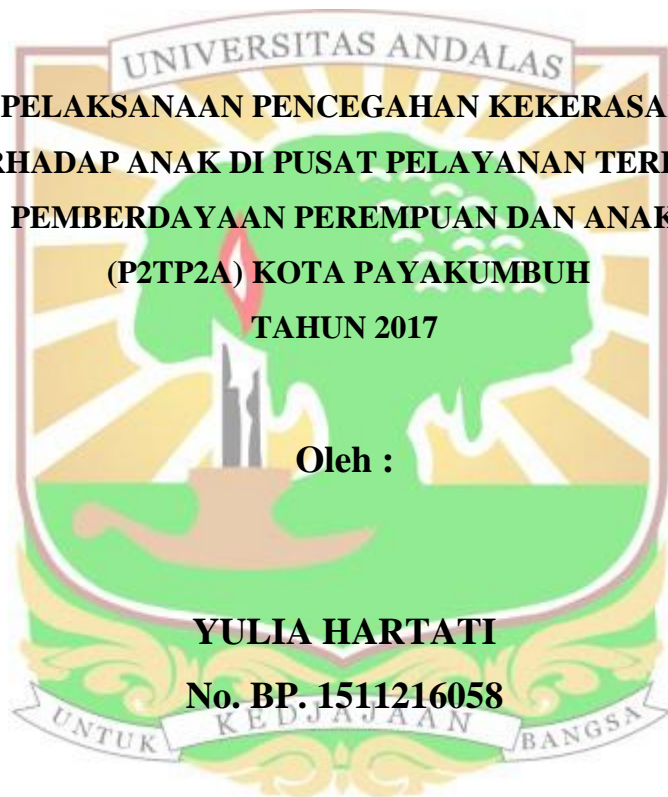 UNIVERSITAS ANDALAS
PELAKSANAAN PENCEGAHAN KEKERASA
RHADAP ANAK DI PUSAT PELAYANAN TER
PEMBERDAYAAN PEREMPUAN DAN ANAK
(P2TP2A) KOTA PAYAKUMBUH
TAHUN 2017
Oleh :
YULIA HARTATI
No. BP. 1511216058
UNTUK KEDJAJAAN BANGSA